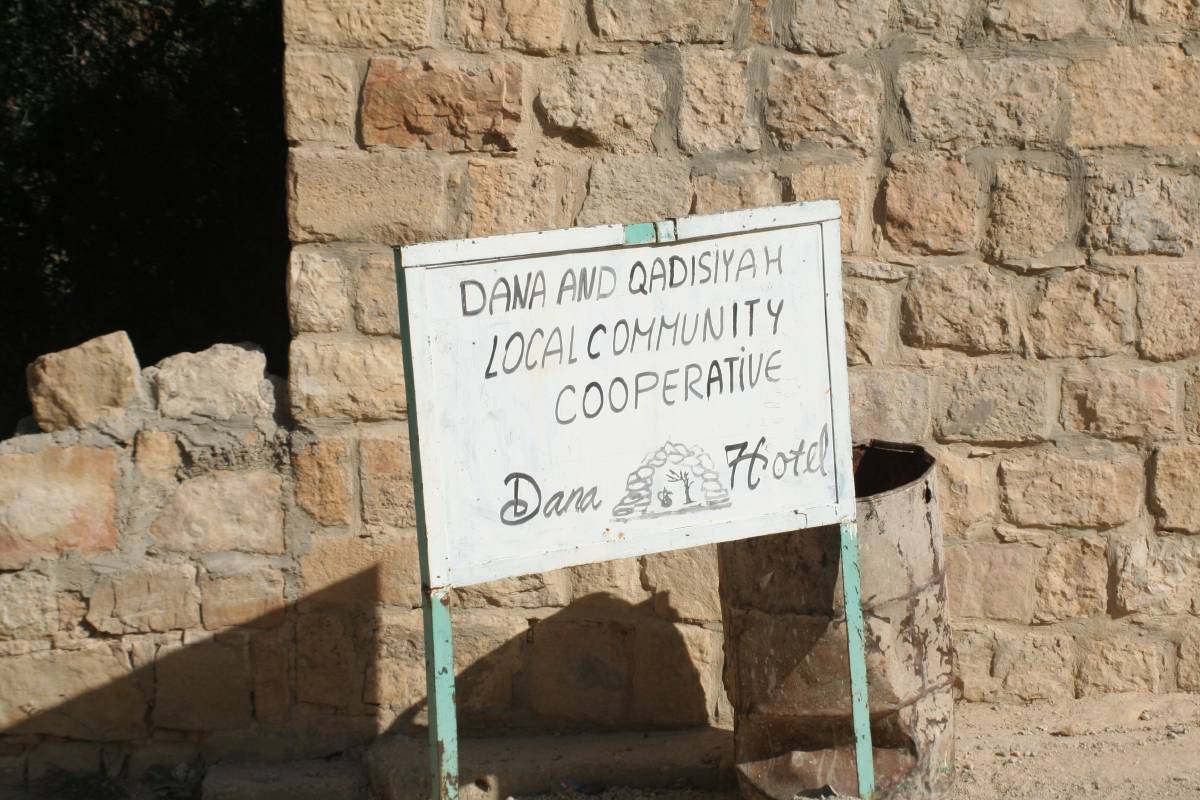 DANA AND QADISIYAH
LOCAL COMMUNITY
COOPERATIVE
Dana Hotel